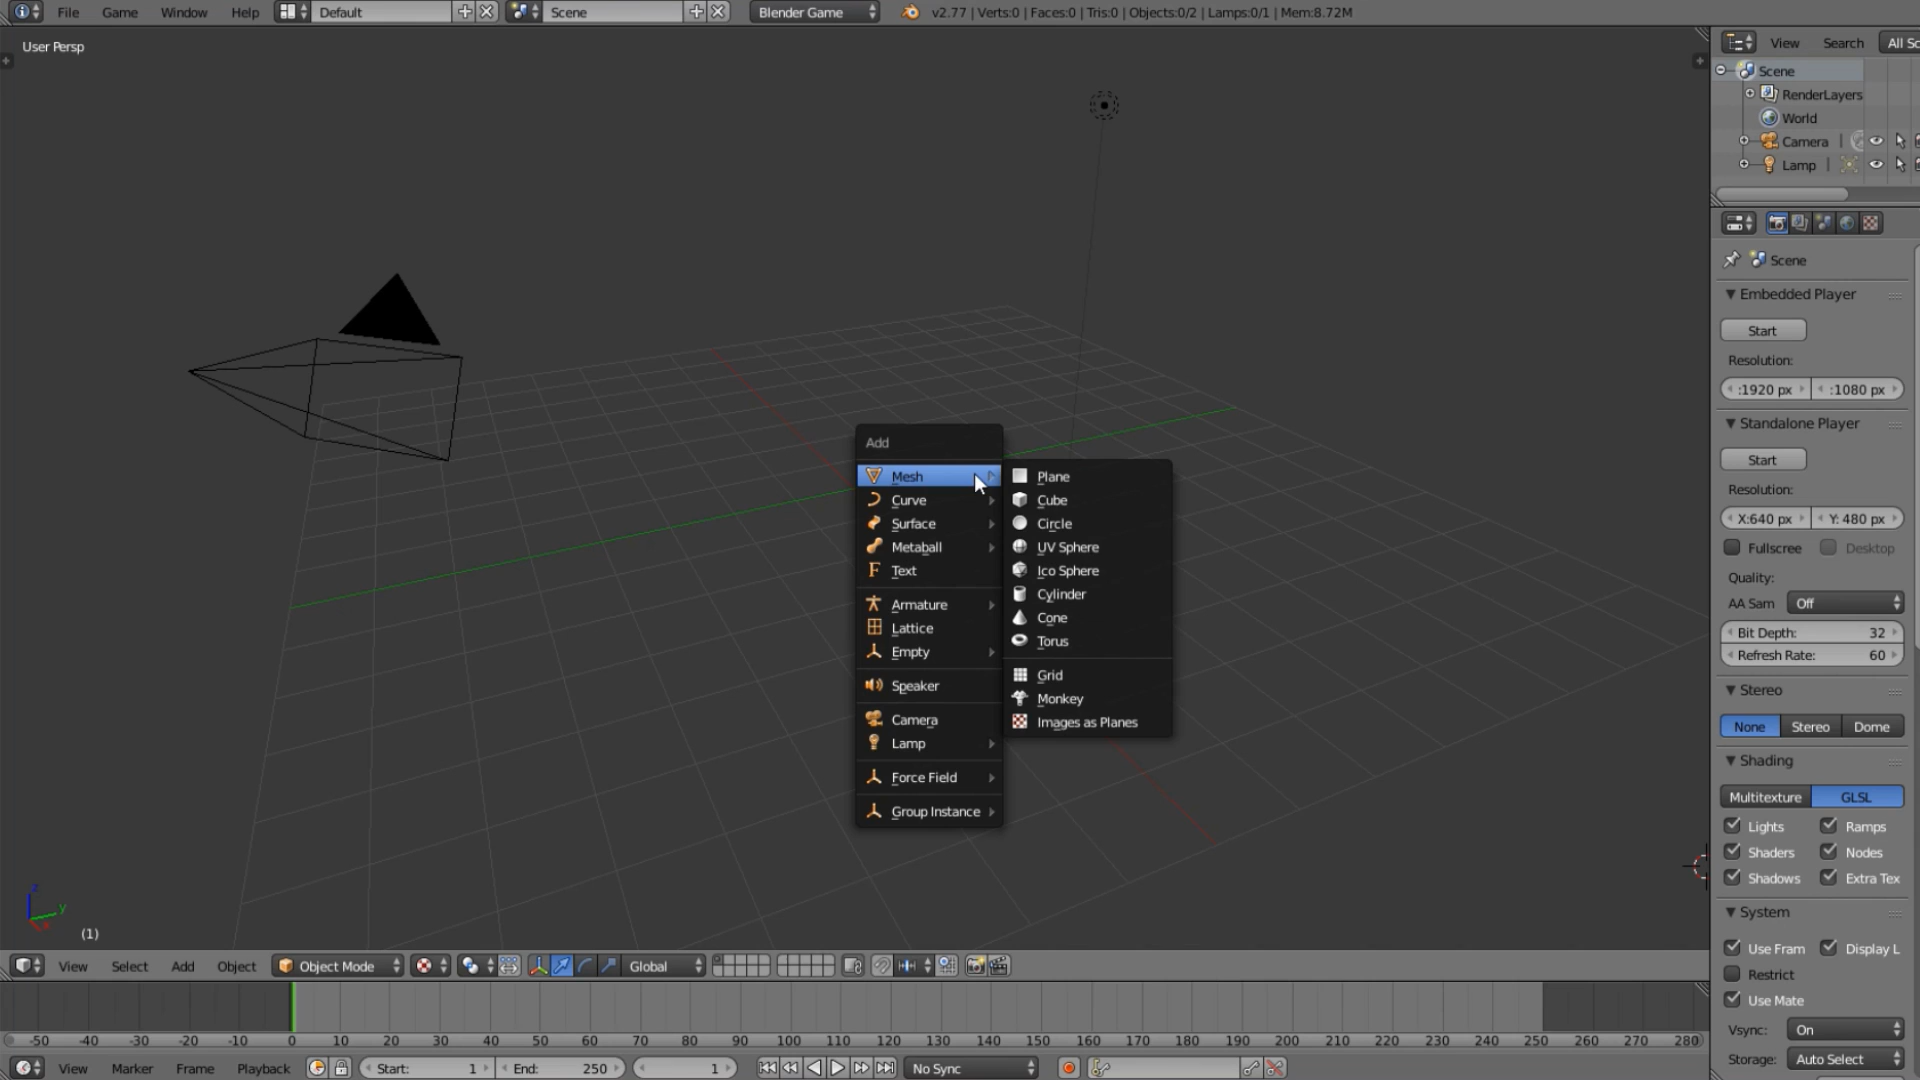 File Game Window Help Default Scene Blender Game v2.77 | Verts:0 | Faces:0 | Tris:0 | Objects:0/2 | Lamps:0/1 | Mem:8.72M
User Persp
View Search All Sc
Scene
RenderLayers
World
Camera
Lamp
Scene
Embedded Player
Start
Resolution:
:1920 px :1080 px
Standalone Player
Start
Resolution:
X:640 px Y: 480 px
Fullscree Desktop
Quality:
AA Sam Off
Bit Depth: 32
Refresh Rate: 60
Stereo
None Stereo Dome
Shading
Multitexture GLSL
Lights Ramps
Shaders Nodes
Shadows Extra Tex
System
Use Fram Display L
Restrict
Use Mate
Vsync: On
Storage: Auto Select
Add
Mesh
Curve
Surface
Metaball
Text
Armature
Lattice
Empty
Speaker
Camera
Lamp
Force Field
Group Instance
Plane
Cube
Circle
UV Sphere
Ico Sphere
Cylinder
Cone
Torus
Grid
Monkey
Images as Planes
z
y
(1)
View Select Add Object Object Mode Global
-50 -40 -30 -20 -10 0 10 20 30 40 50 60 70 80 90 100 110 120 130 140 150 160 170 180 190 200 210 220 230 240 250 260 270 280
View Marker Frame Playback Start: 1 End: 250 1 No Sync